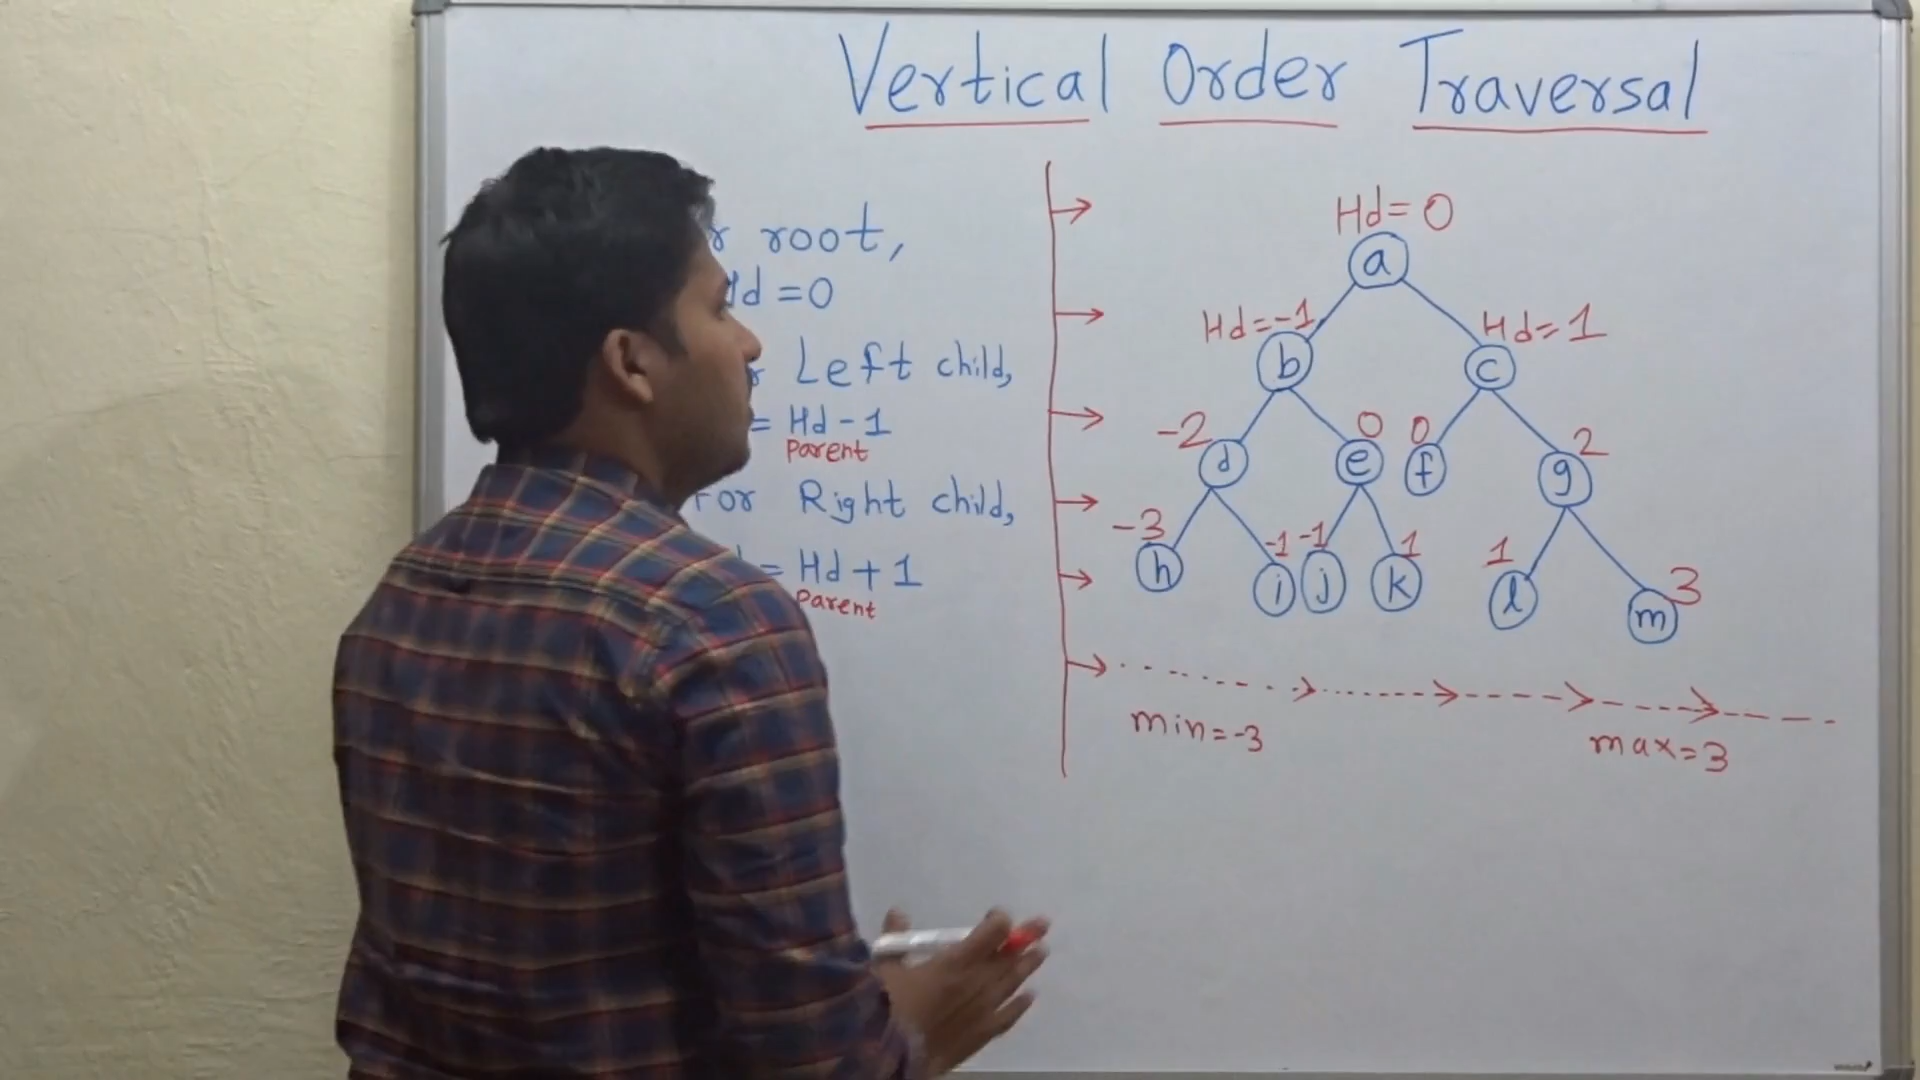 Vertical Order Traversal
r root,
Hd = 0
r Left child,
= Hd - 1
Parent
For Right child,
= Hd + 1
Parent
Hd = 0
a
Hd = -1
Hd = 1
b
c
-2
0
0
2
d
e
f
g
-3
-1
-1
1
1
3
h
i
j
k
l
m
min = -3
max = 3